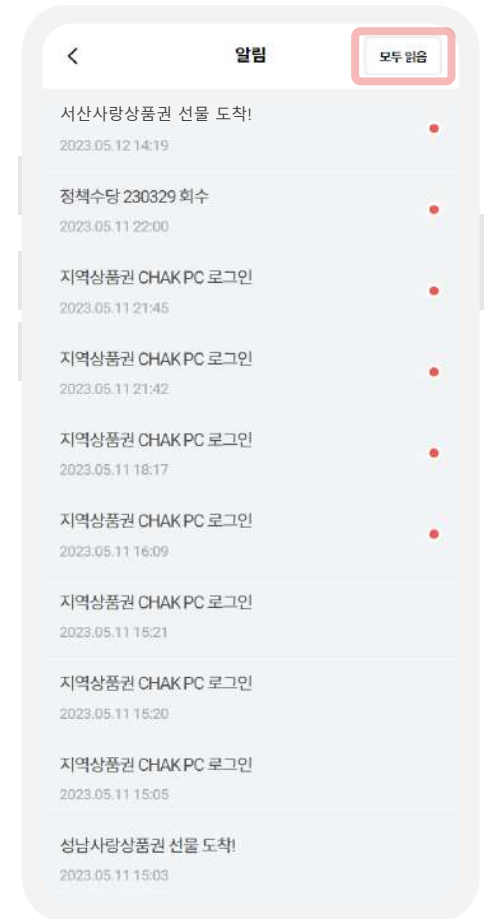 알림
모두 읽음
서산사랑상품권 선물 도착!
2023.05.12 14:19
정책수당 230329 회수
2023.05.11 22:00
지역상품권 CHAK PC 로그인
2023.05.11 21:45
지역상품권 CHAK PC 로그인
2023.05.11 21:42
지역상품권 CHAK PC 로그인
2023.05.11 18:17
지역상품권 CHAK PC 로그인
2023.05.11 16:09
지역상품권 CHAK PC 로그인
2023.05.11 15:21
지역상품권 CHAK PC 로그인
2023.05.11 15:20
지역상품권 CHAK PC 로그인
2023.05.11 15:05
성남사랑상품권 선물 도착!
2023.05.11 15:03